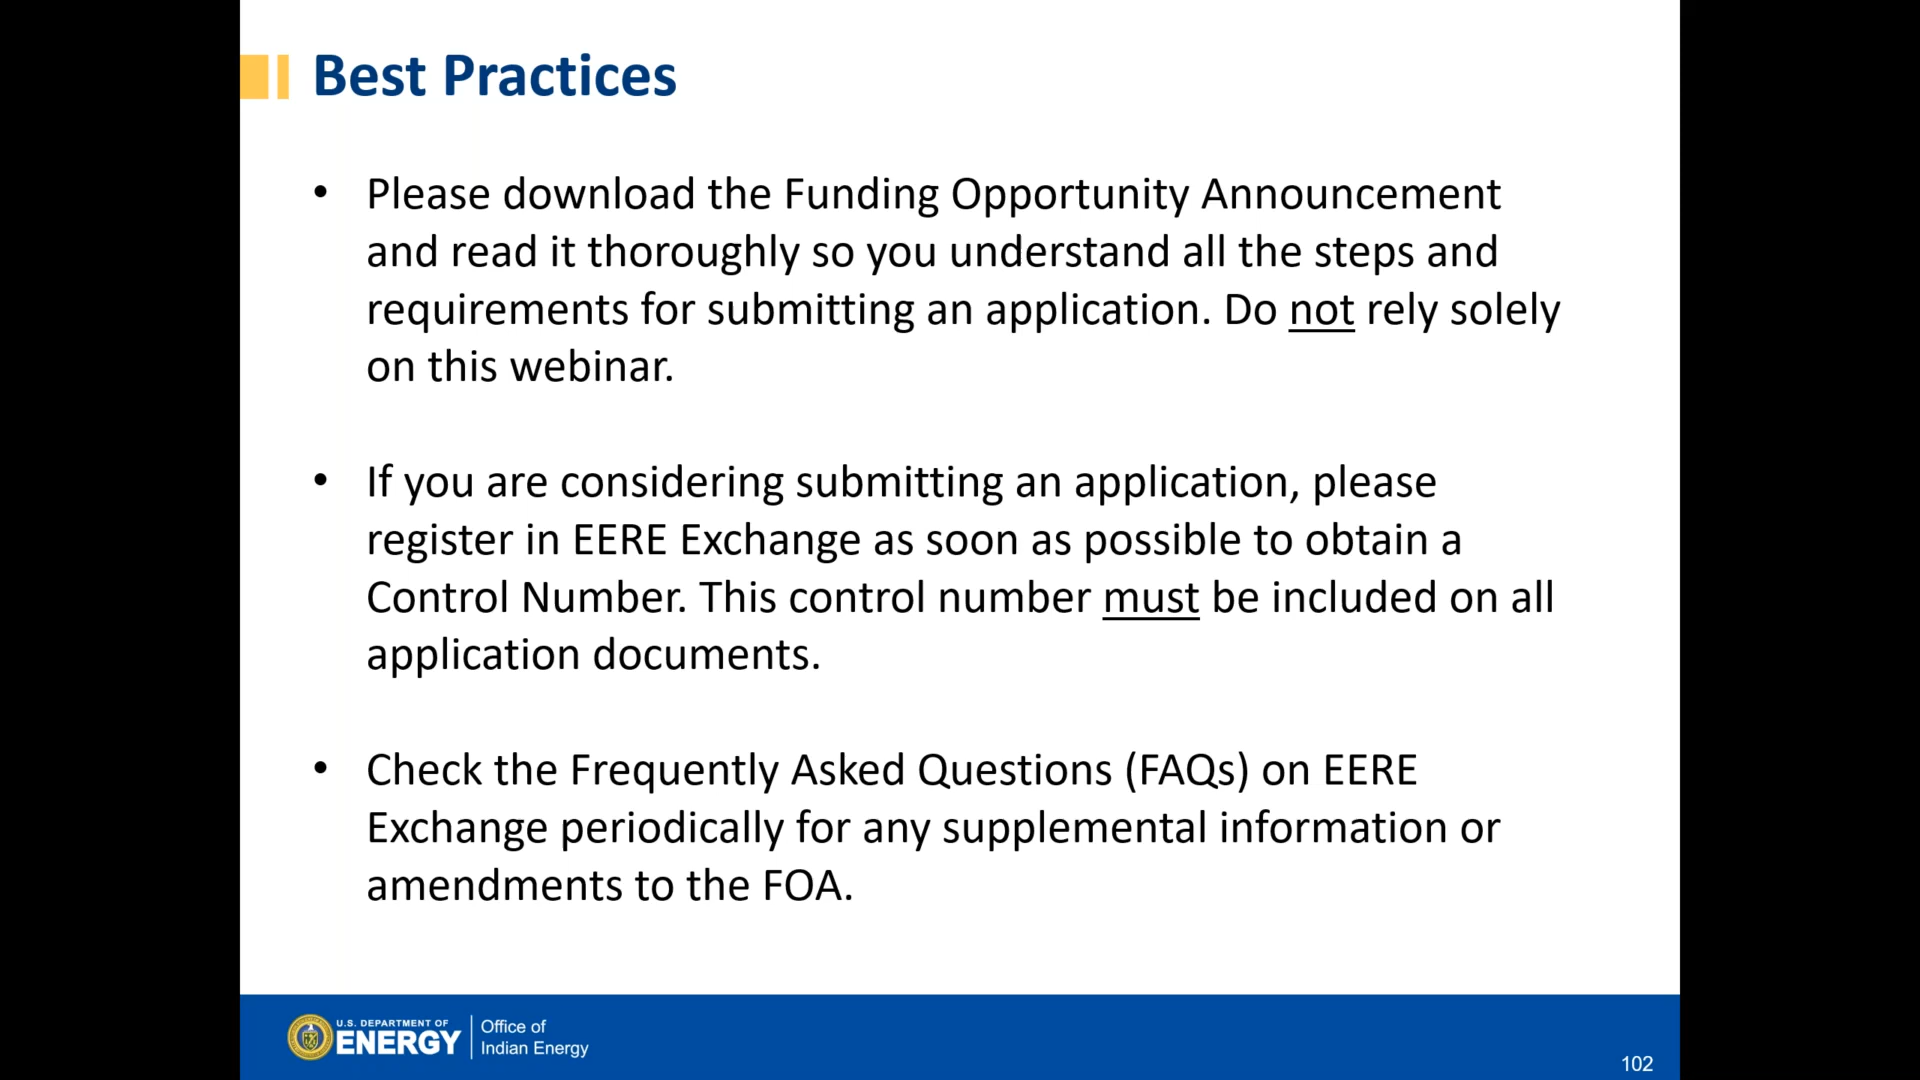 Best Practices
• Please download the Funding Opportunity Announcement
and read it thoroughly so you understand all the steps and
requirements for submitting an application. Do not rely solely
on this webinar.
• If you are considering submitting an application, please
register in EERE Exchange as soon as possible to obtain a
Control Number. This control number must be included on all
application documents.
• Check the Frequently Asked Questions (FAQs) on EERE
Exchange periodically for any supplemental information or
amendments to the FOA.
U.S. DEPARTMENT OF
ENERGY
Office of
Indian Energy
102